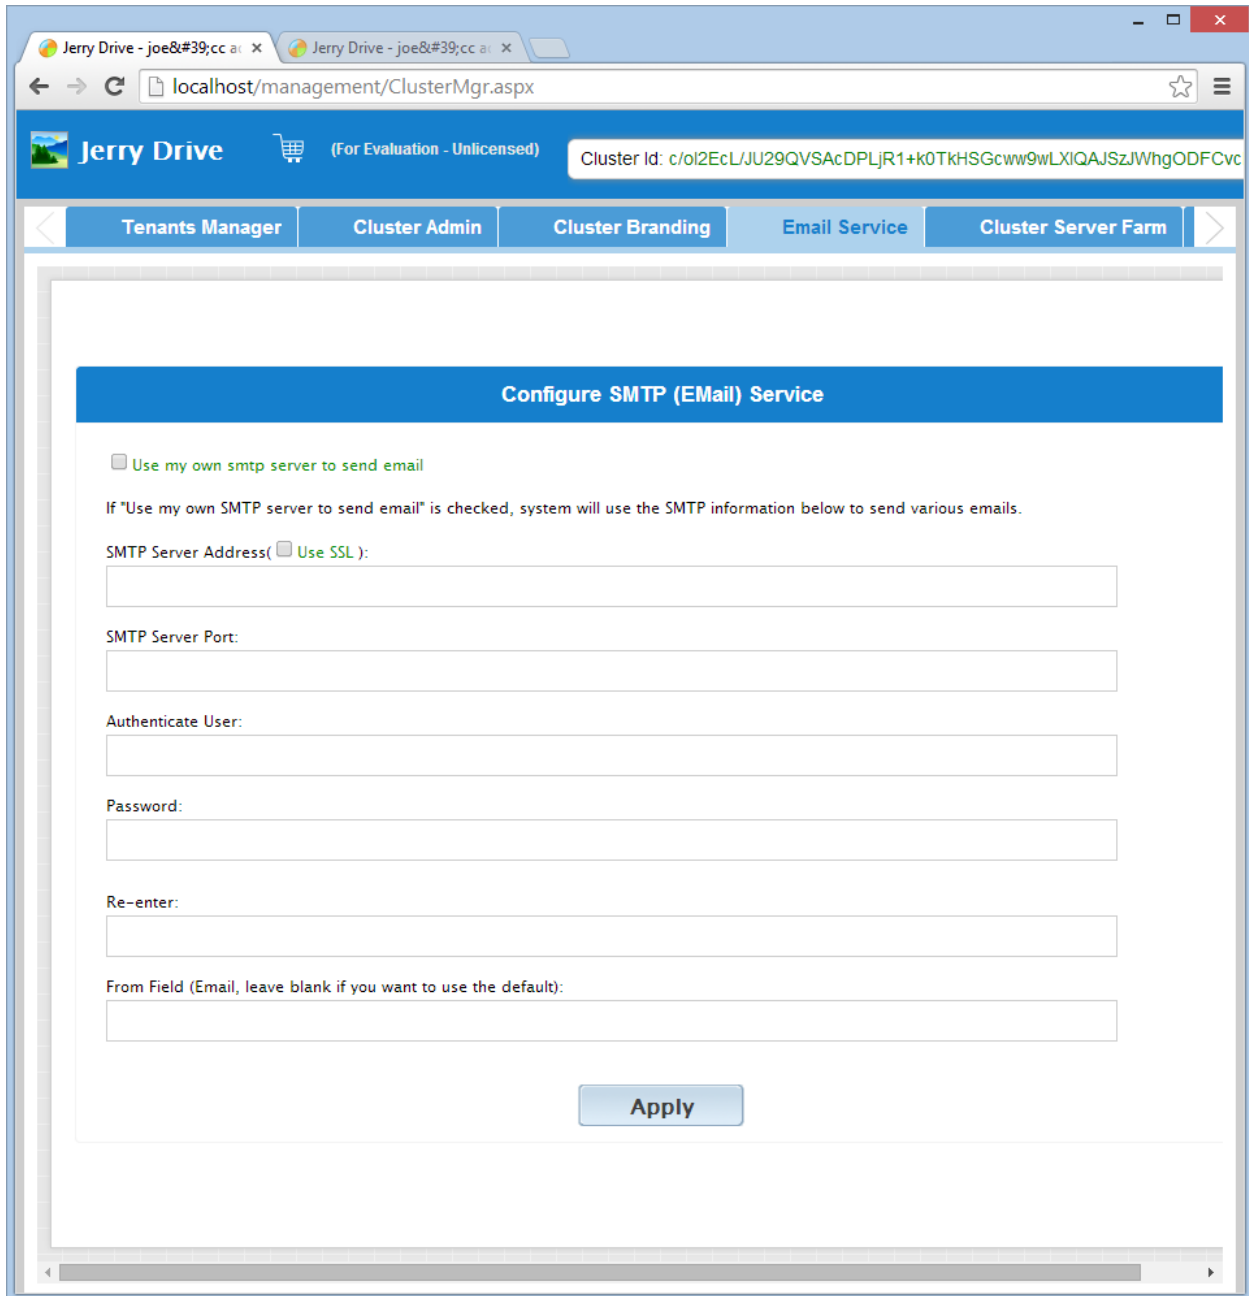 Jerry Drive - joe&#39;cc ac
Jerry Drive - joe&#39;cc a
localhost/management/ClusterMgr.aspx
Jerry Drive
(For Evaluation - Unlicensed)
Cluster Id: c/ol2EcL/JU29QVSAcDPLjR1+k0TkHSGcww9wLXIQAJSzJWhgODFCvc
Tenants Manager
Cluster Admin
Cluster Branding
Email Service
Cluster Server Farm
Configure SMTP (EMail) Service
Use my own smtp server to send email
If "Use my own SMTP server to send email" is checked, system will use the SMTP information below to send various emails.
SMTP Server Address( Use SSL ):
SMTP Server Port:
Authenticate User:
Password:
Re-enter:
From Field (Email, leave blank if you want to use the default):
Apply